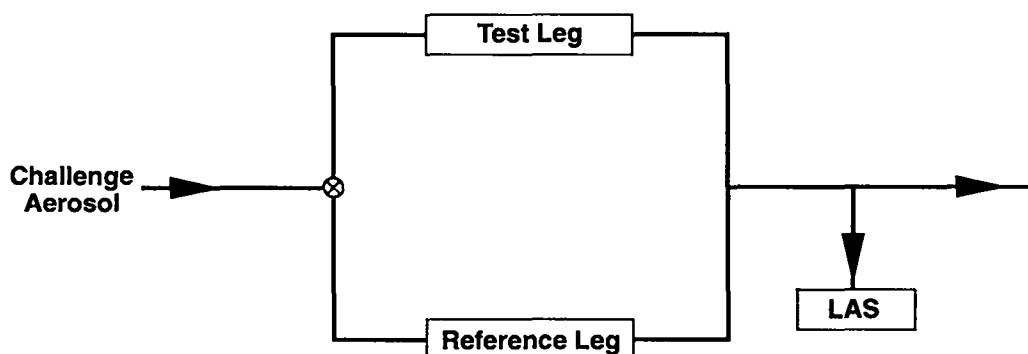 Test Leg
Challenge
Aerosol
LAS
Reference Leg